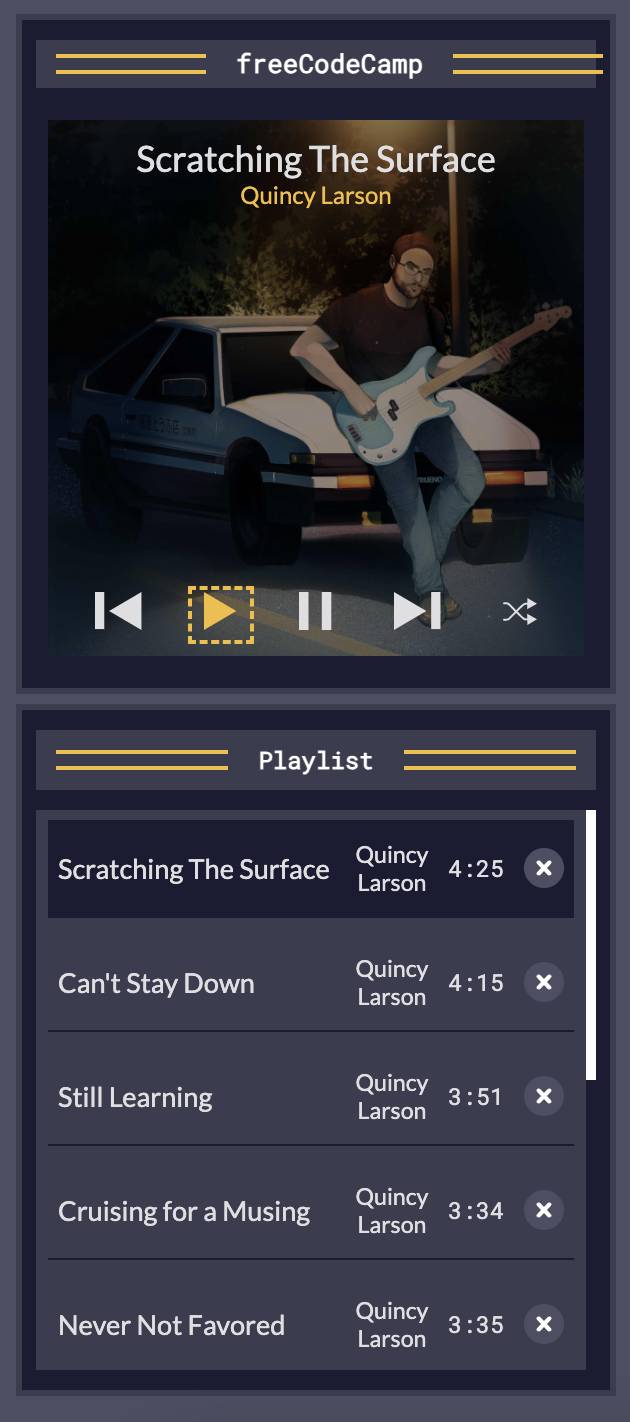 freeCodeCamp
Scratching The Surface
Quincy Larson
TRUENO
Playlist
Scratching The Surface Quincy Larson 4:25
Can't Stay Down Quincy Larson 4:15
Still Learning Quincy Larson 3:51
Cruising for a Musing Quincy Larson 3:34
Never Not Favored Quincy Larson 3:35